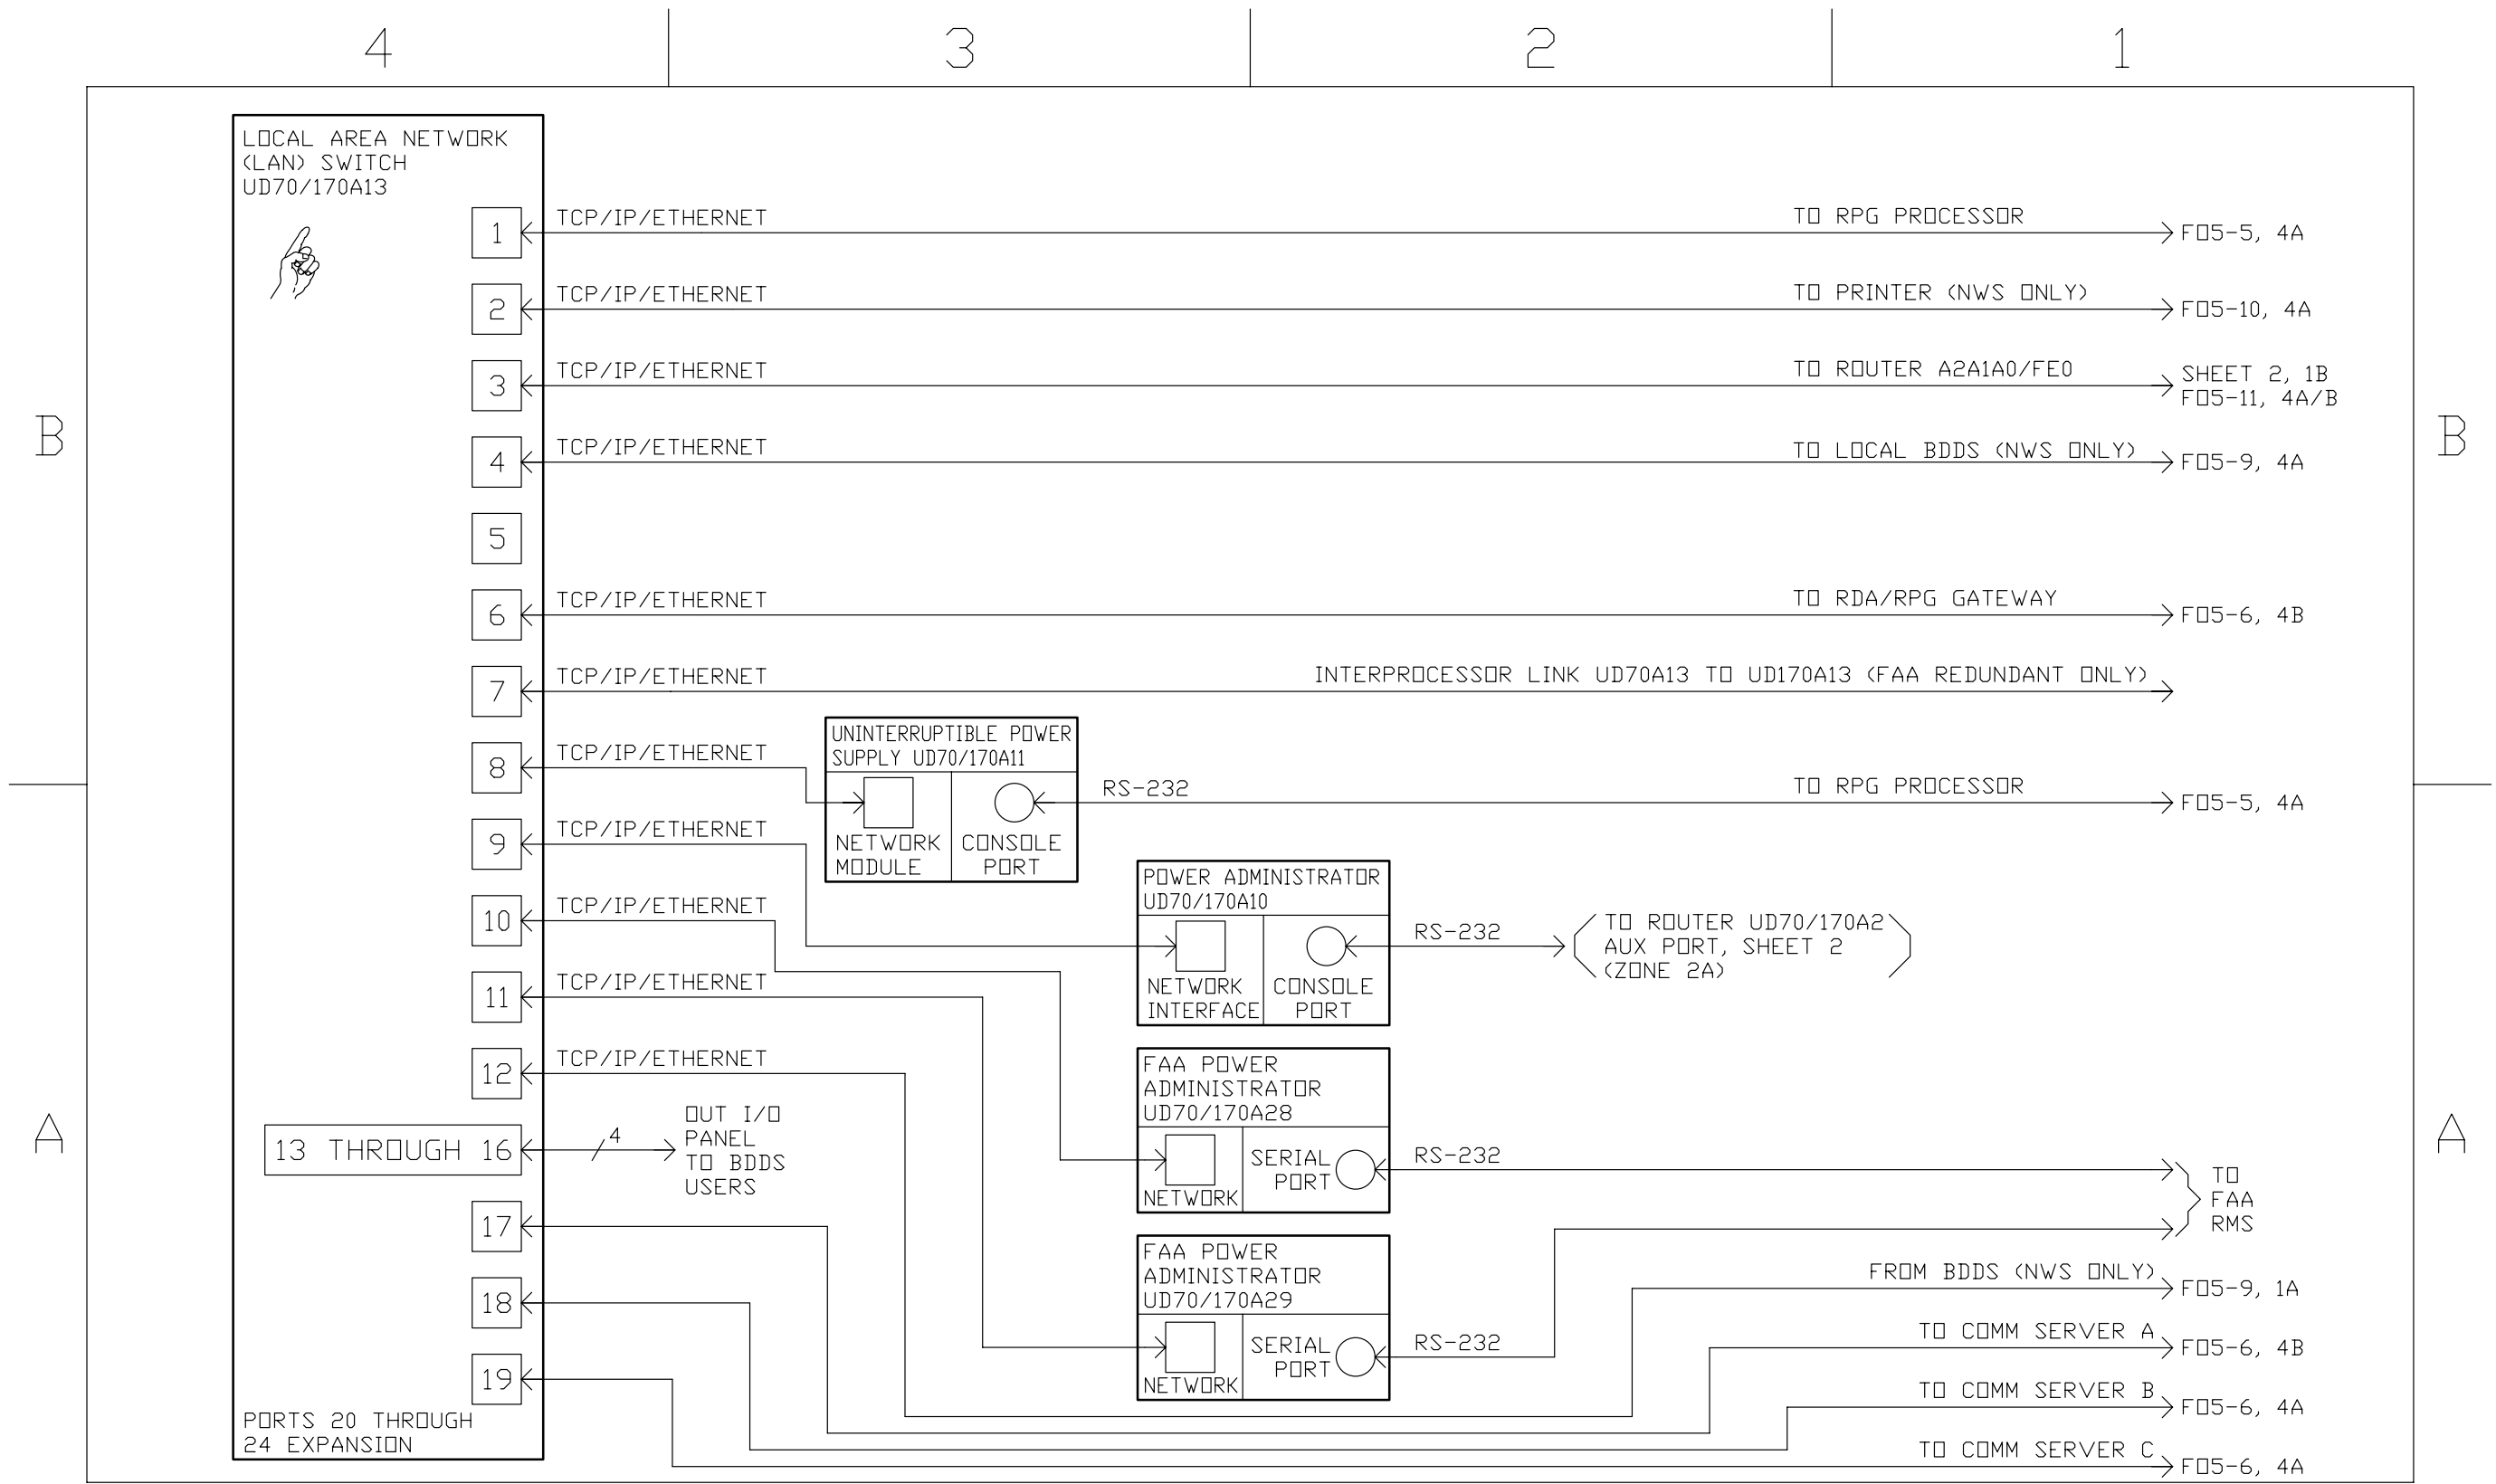 4 3 2 1
LOCAL AREA NETWORK
(LAN) SWITCH
UD70/170A13
1 TCP/IP/ETHERNET TO RPG PROCESSOR FO5-5, 4A
2 TCP/IP/ETHERNET TO PRINTER (NWS ONLY) FO5-10, 4A
3 TCP/IP/ETHERNET TO ROUTER A2A1A0/FE0 SHEET 2, 1B
FO5-11, 4A/B
B B
4 TCP/IP/ETHERNET TO LOCAL BDDS (NWS ONLY) FO5-9, 4A
5
6 TCP/IP/ETHERNET TO RDA/RPG GATEWAY FO5-6, 4B
7 TCP/IP/ETHERNET INTERPROCESSOR LINK UD70A13 TO UD170A13 (FAA REDUNDANT ONLY)
8 TCP/IP/ETHERNET
UNINTERRUPTIBLE POWER
SUPPLY UD70/170A11
NETWORK
MODULE
CONSOLE
PORT
RS-232 TO RPG PROCESSOR FO5-5, 4A
9 TCP/IP/ETHERNET
POWER ADMINISTRATOR
UD70/170A10
NETWORK
INTERFACE
CONSOLE
PORT
RS-232
TO ROUTER UD70/170A2
AUX PORT, SHEET 2
(ZONE 2A)
10 TCP/IP/ETHERNET
11 TCP/IP/ETHERNET
12 TCP/IP/ETHERNET
FAA POWER
ADMINISTRATOR
UD70/170A28
NETWORK
SERIAL
PORT
RS-232
TO
FAA
RMS
A A
13 THROUGH 16 4
OUT I/O
PANEL
TO BDDS
USERS
17
FAA POWER
ADMINISTRATOR
UD70/170A29
NETWORK
SERIAL
PORT
RS-232
18
19
FROM BDDS (NWS ONLY) FO5-9, 1A
TO COMM SERVER A FO5-6, 4B
TO COMM SERVER B FO5-6, 4A
TO COMM SERVER C FO5-6, 4A
PORTS 20 THROUGH
24 EXPANSION